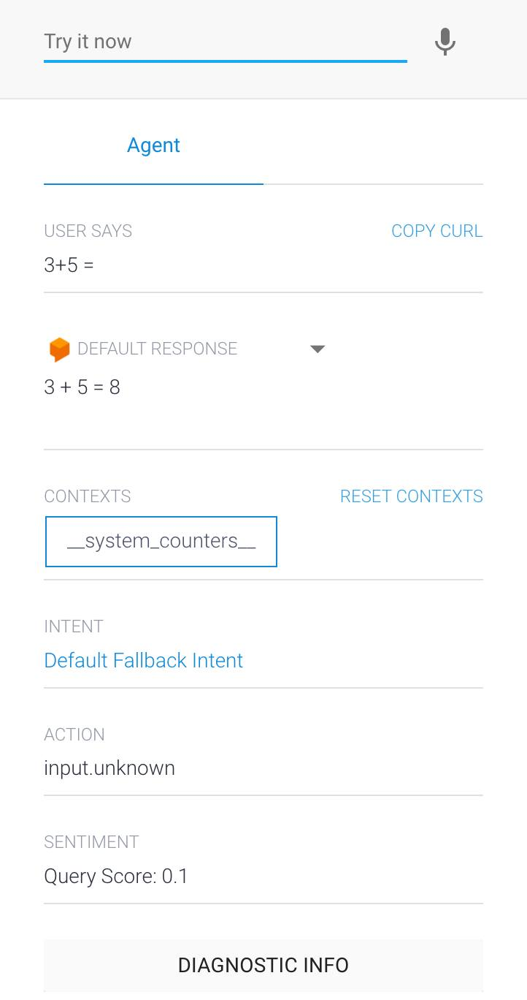 Try it now
Agent
USER SAYS
COPY CURL
3+5 =
DEFAULT RESPONSE
3 + 5 = 8
CONTEXTS
RESET CONTEXTS
__system_counters__
INTENT
Default Fallback Intent
ACTION
input.unknown
SENTIMENT
Query Score: 0.1
DIAGNOSTIC INFO